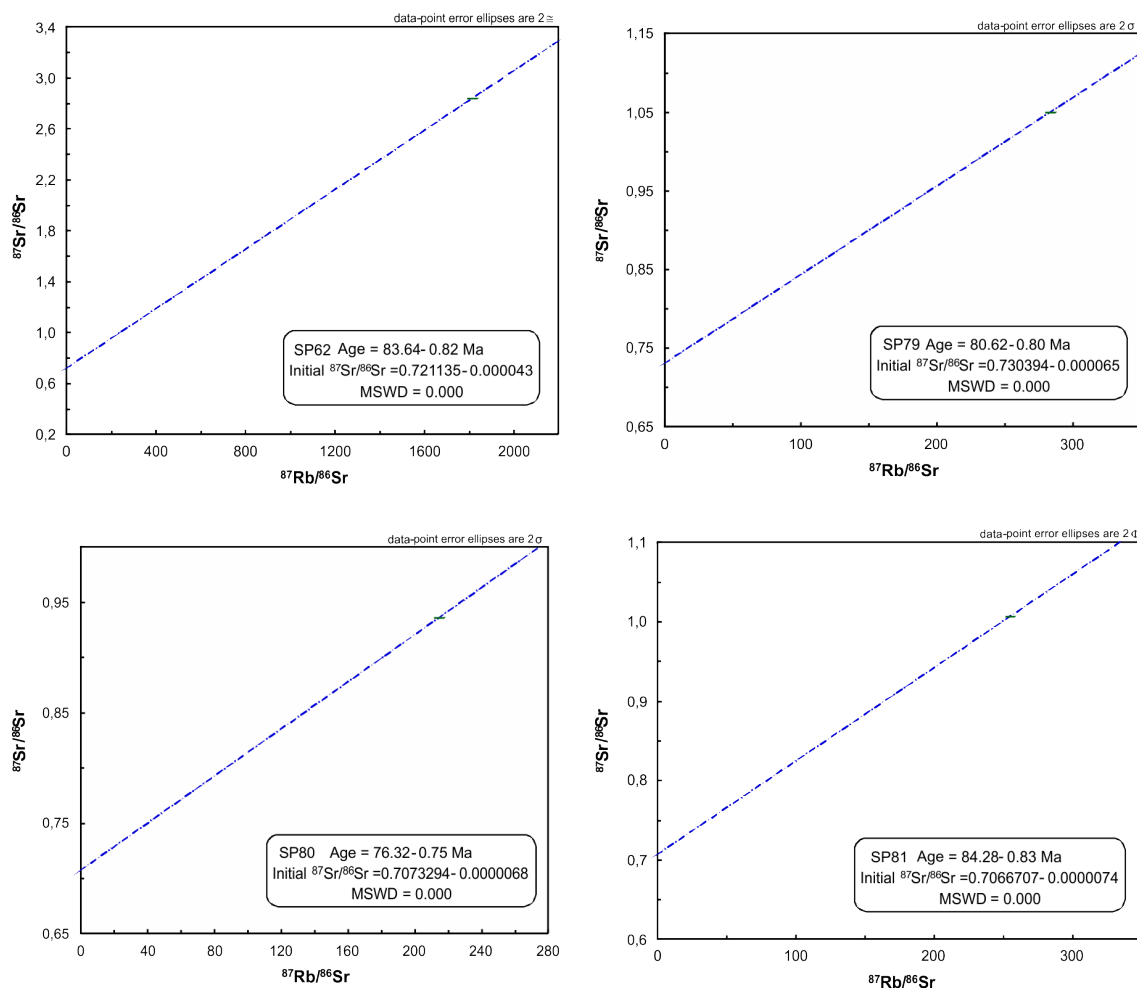 data-point error ellipses are 2≅
3,4
3,0
2,6
2,2
1,8
1,4
1,0
0,6
0,2
⁸⁷Sr/⁸⁶Sr
SP62 Age = 83.64-0.82 Ma
Initial ⁸⁷Sr/⁸⁶Sr =0.721135-0.000043
MSWD = 0.000
0 400 800 1200 1600 2000
⁸⁷Rb/⁸⁶Sr
data-point error ellipses are 2σ
1,15
1,05
0,95
0,85
0,75
0,65
⁸⁷Sr/⁸⁶Sr
SP79 Age = 80.62-0.80 Ma
Initial ⁸⁷Sr/⁸⁶Sr =0.730394-0.000065
MSWD = 0.000
0 100 200 300
⁸⁷Rb/⁸⁶Sr
data-point error ellipses are 2σ
0,95
0,85
0,75
0,65
⁸⁷Sr/⁸⁶Sr
SP80 Age = 76.32-0.75 Ma
Initial ⁸⁷Sr/⁸⁶Sr =0.7073294-0.0000068
MSWD = 0.000
0 40 80 120 160 200 240 280
⁸⁷Rb/⁸⁶Sr
data-point error ellipses are 2Φ
1,1
1,0
0,9
0,8
0,7
0,6
⁸⁷Sr/⁸⁶Sr
SP81 Age = 84.28-0.83 Ma
Initial ⁸⁷Sr/⁸⁶Sr =0.7066707-0.0000074
MSWD = 0.000
0 100 200 300
⁸⁷Rb/⁸⁶Sr